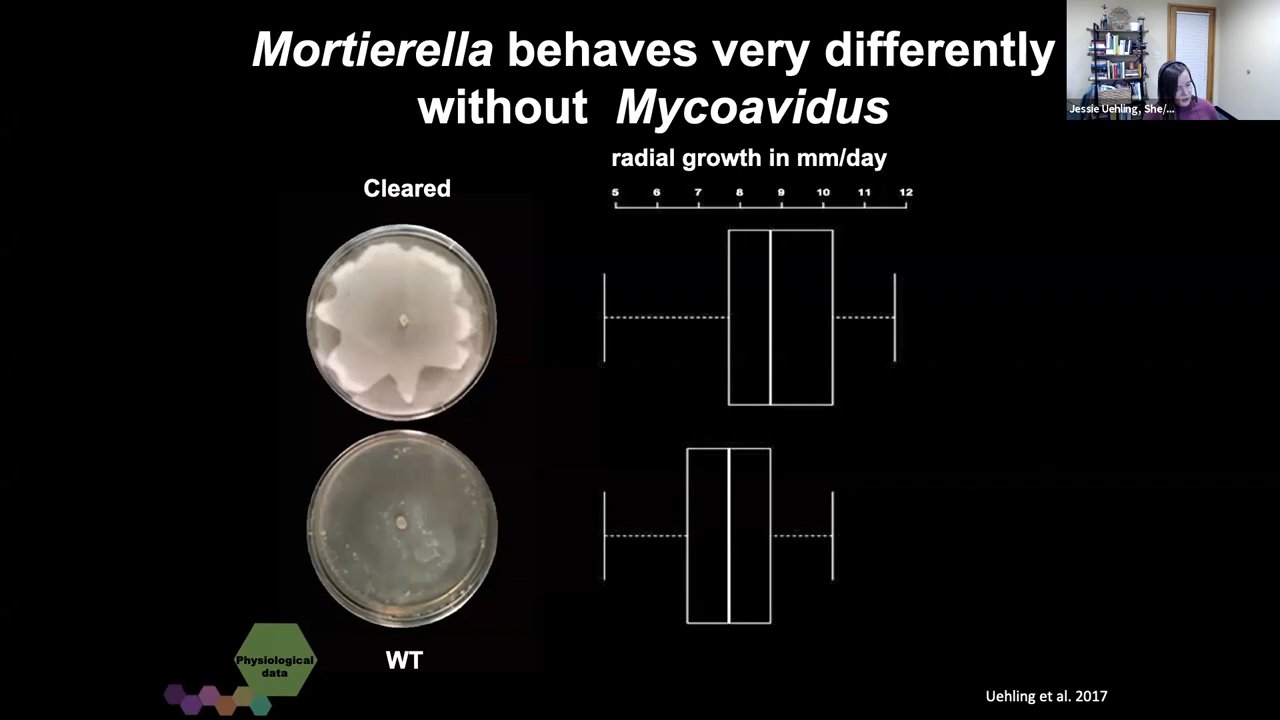 Mortierella behaves very differently
without Mycoavidus
Jessie Uehling, She/...
radial growth in mm/day
Cleared
5 6 7 8 9 10 11 12
Physiological
data
WT
Uehling et al. 2017